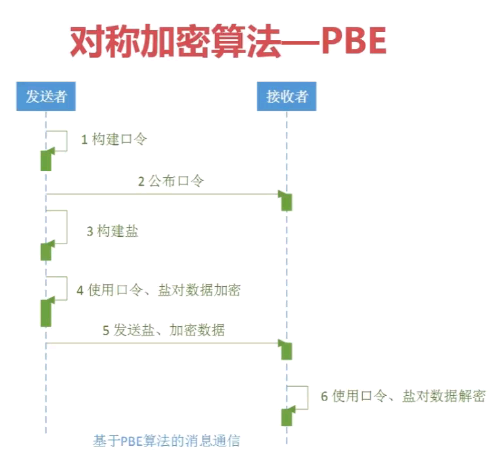 对称加密算法—PBE
发送者
接收者
1 构建口令
2 公布口令
3 构建盐
4 使用口令、盐对数据加密
5 发送盐、加密数据
6 使用口令、盐对数据解密
基于PBE算法的消息通信